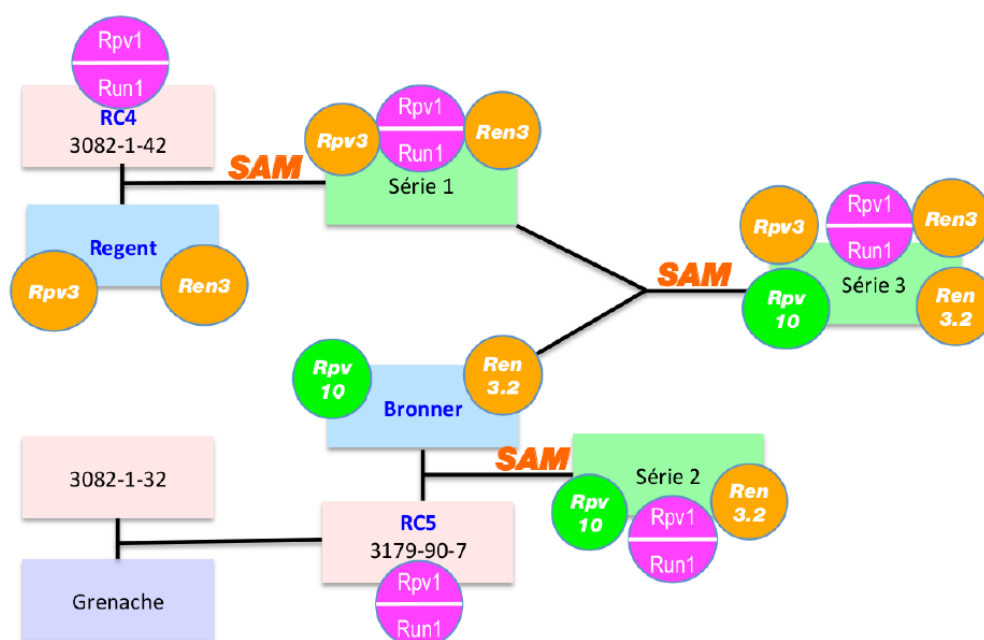 Rpv1
Run1
RC4
3082-1-42
SAM
Rpv3
Rpv1
Run1
Ren3
Série 1
Regent
Rpv3
Ren3
SAM
Rpv3
Rpv1
Run1
Ren3
Série 3
Rpv
10
Ren
3.2
Rpv
10
Ren
3.2
Bronner
SAM
Série 2
Rpv
10
Rpv1
Run1
Ren
3.2
3082-1-32
RC5
3179-90-7
Rpv1
Run1
Grenache